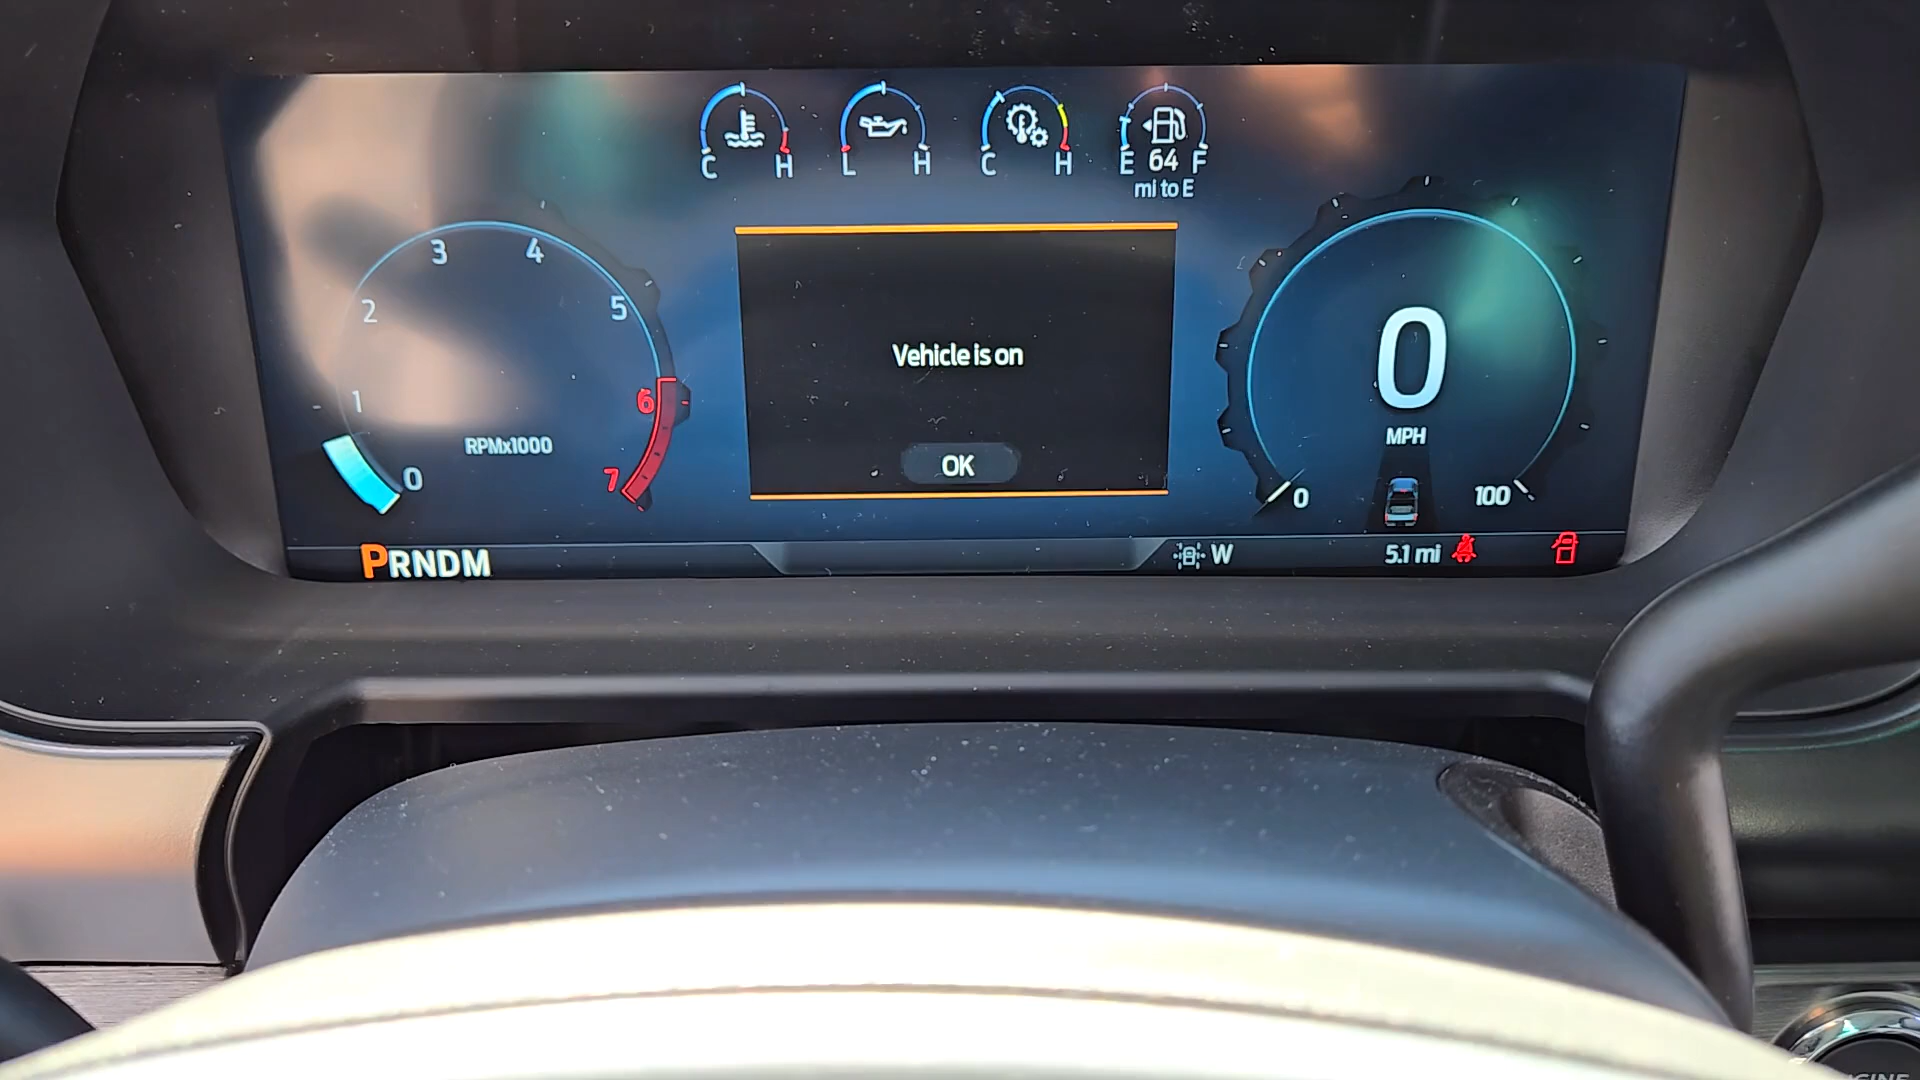 C H
L H
C H
E 64 F
mi to E
0
1
2
3
4
5
6
7
RPMx1000
Vehicle is on
OK
0
MPH
0
100
PRNDM
W
5.1 mi